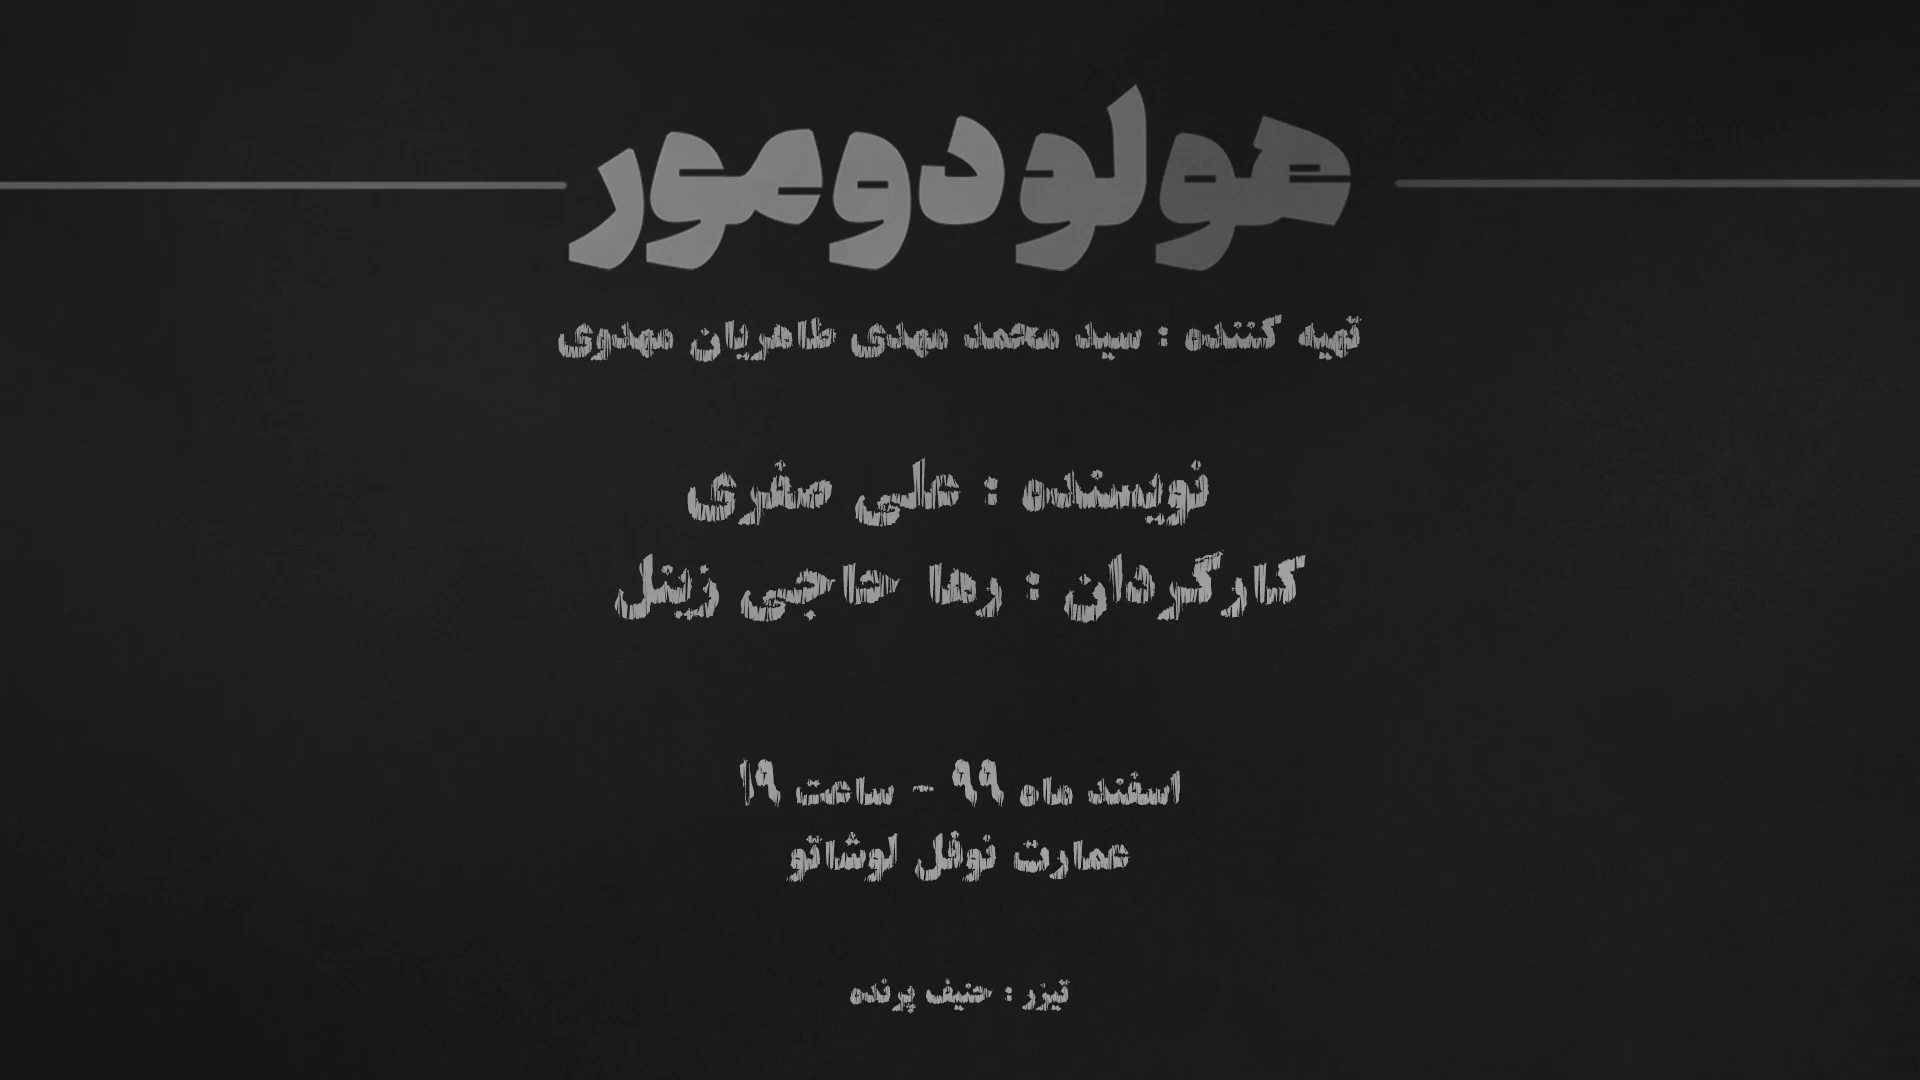 هولودومور
تهیه کننده : سید محمد مهدی طاهریان مهدوی
نویسنده : علی صفری
کارگردان : رها حاجی زینل
اسفند ماه ۹۹ - ساعت ۱۹
عمارت نوفل لوشاتو
تیزر : حنیف پرنده